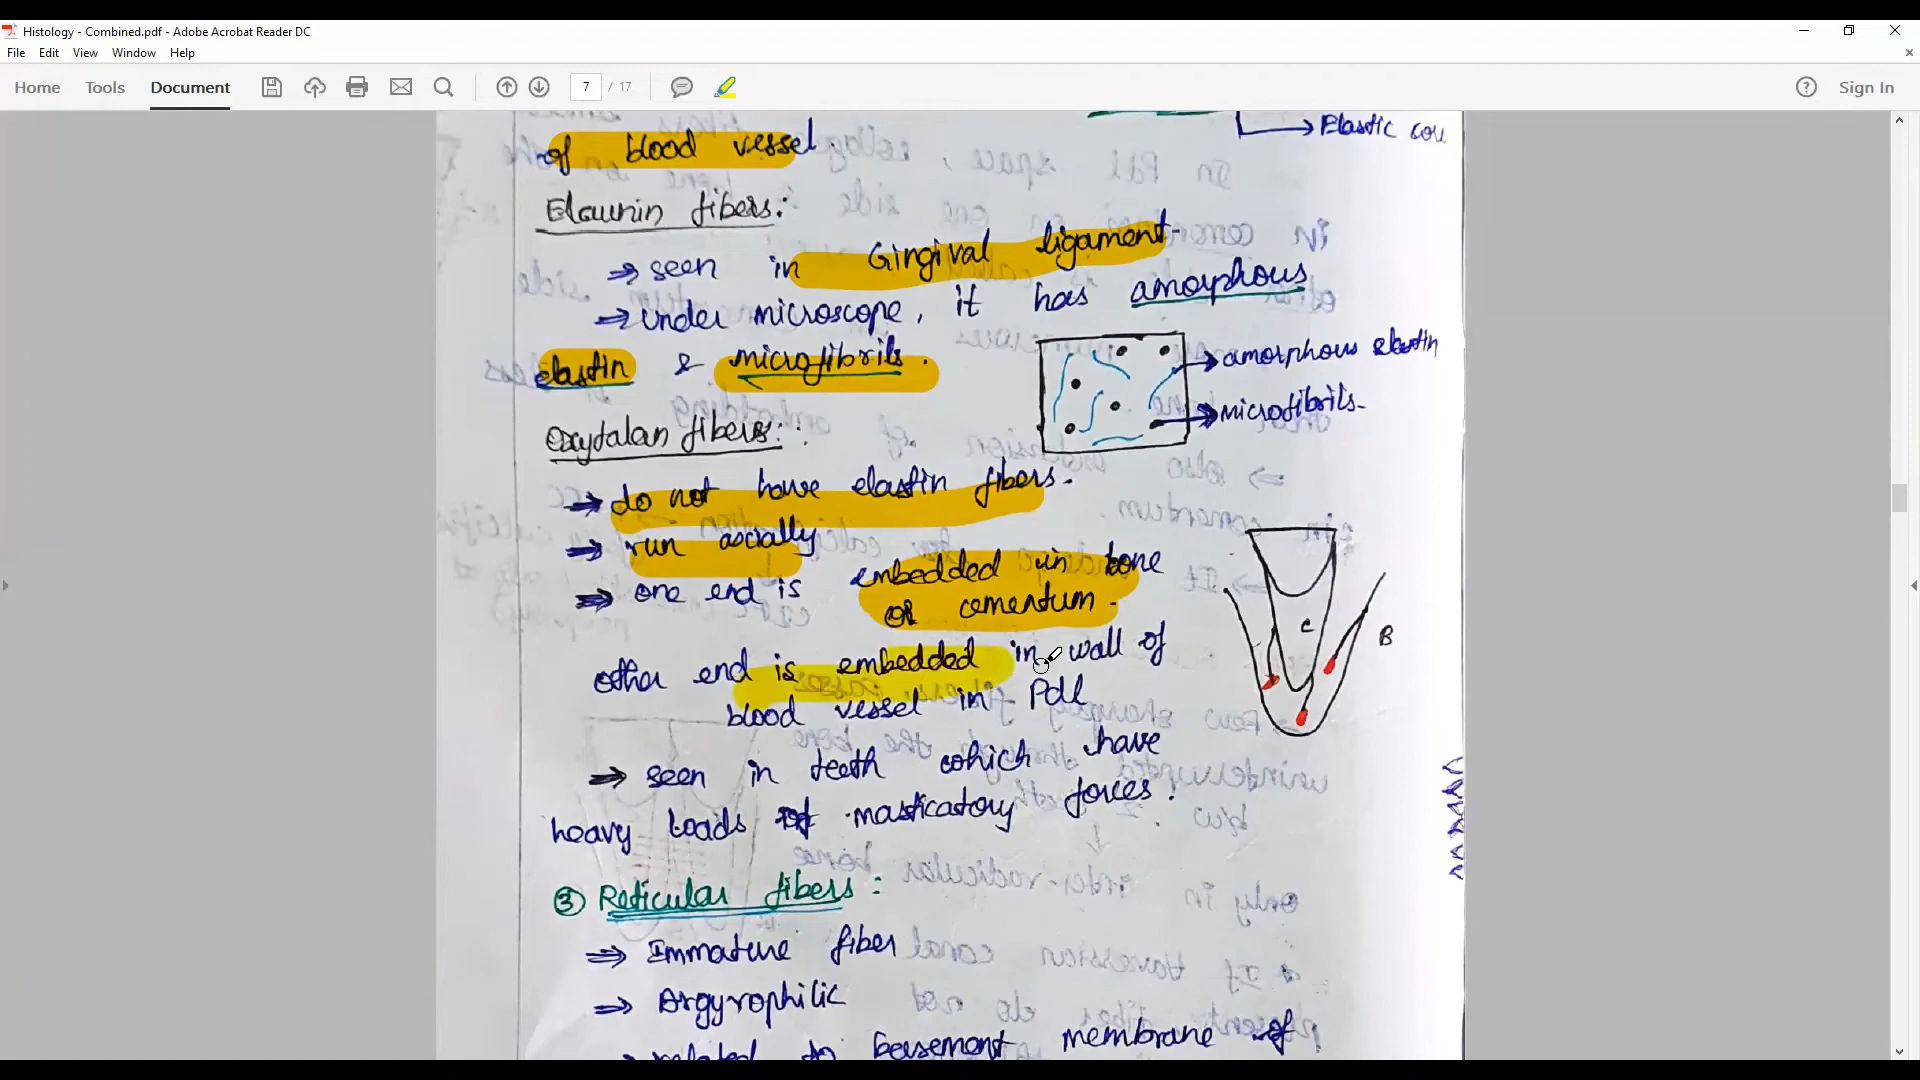 Histology - Combined.pdf - Adobe Acrobat Reader DC
File Edit View Window Help
Home Tools Document 7 / 17 Sign In
Elastic
of blood vessel.
Elaunin fibers:
⇒ seen in Gingival ligament-
⇒ under microscope, it has amorphous
elastin & microfibrils.
amorphous elastin
microfibrils-
Oxytalan fibers:
⇒ do not have elastin fibers.
⇒ run axially
⇒ one end is embedded in bone
or cementum.
C
B
other end is embedded in wall of
blood vessel in Pdl
⇒ seen in teeth which have
heavy loads of masticatory forces.
③ Reticular fibers:
⇒ Immature fiber
⇒ Argyrophilic
⇒ related to basement membrane of